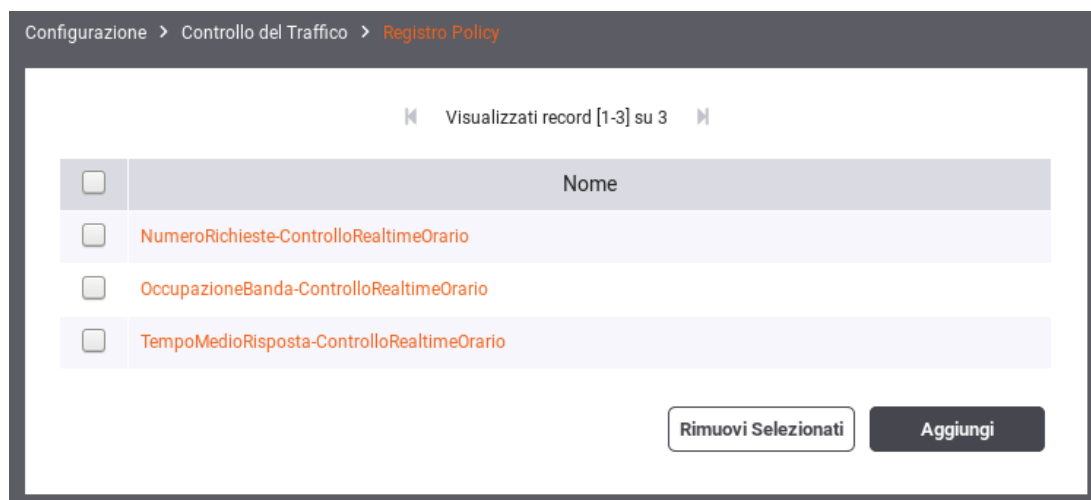 Configurazione > Controllo del Traffico > Registro Policy
Visualizzati record [1-3] su 3
Nome
NumeroRichieste-ControlloRealtimeOrario
OccupazioneBanda-ControlloRealtimeOrario
TempoMedioRisposta-ControlloRealtimeOrario
Rimuovi Selezionati Aggiungi